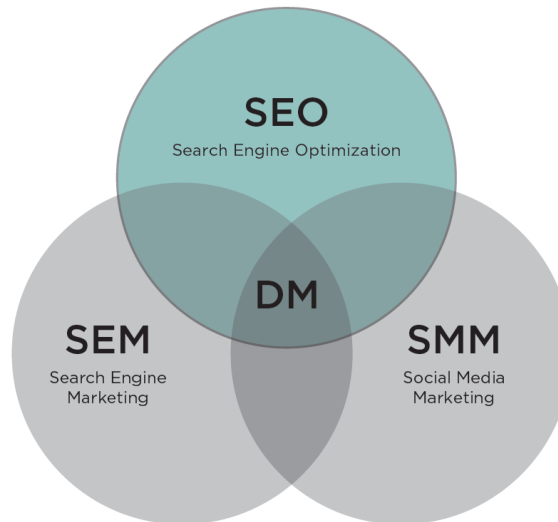 SEO
Search Engine Optimization
DM
SEM
Search Engine
Marketing
SMM
Social Media
Marketing